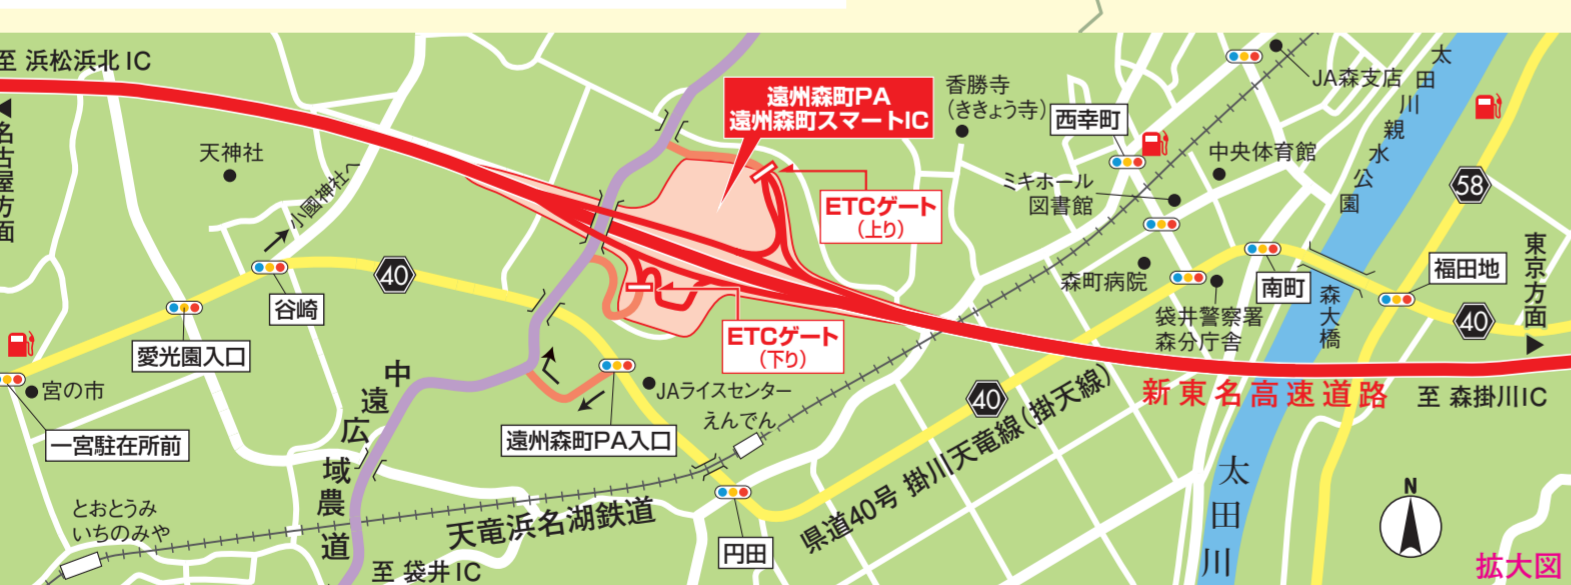 至 浜松浜北IC
◀名古屋方面
天神社
小國神社へ
遠州森町PA
遠州森町スマートIC
香勝寺
(ききょう寺)
西幸町
JA森支店
太田川親水公園
中央体育館
ミキホール
図書館
58
ETCゲート
(上り)
40
谷崎
愛光園入口
宮の市
一宮駐在所前
森町病院
袋井警察署
森分庁舎
南町
森大橋
福田地
40
東京方面▶
ETCゲート
(下り)
JAライスセンター
えんでん
遠州森町PA入口
中遠広域農道
40
新東名高速道路
至 森掛川IC
県道40号 掛川天竜線(掛天線)
とおとうみ
いちのみや
天竜浜名湖鉄道
至 袋井IC
円田
太田川
N
拡大図